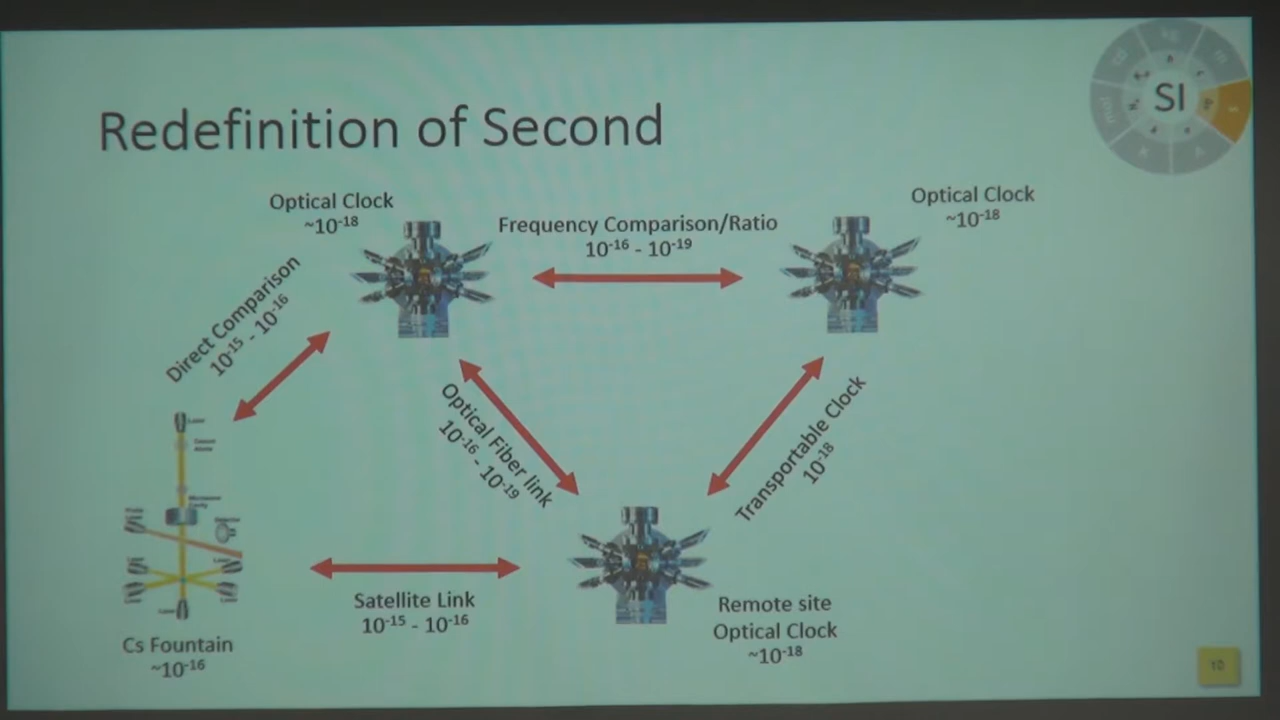 SI
Redefinition of Second
Optical Clock
~10⁻¹⁸
Frequency Comparison/Ratio
10⁻¹⁶ - 10⁻¹⁹
Optical Clock
~10⁻¹⁸
Direct Comparison
10⁻¹⁵ - 10⁻¹⁶
Optical Fiber link
10⁻¹⁶ - 10⁻¹⁹
Transportable Clock
10⁻¹⁸
Satellite Link
10⁻¹⁵ - 10⁻¹⁶
Remote site
Optical Clock
~10⁻¹⁸
Cs Fountain
~10⁻¹⁶
10